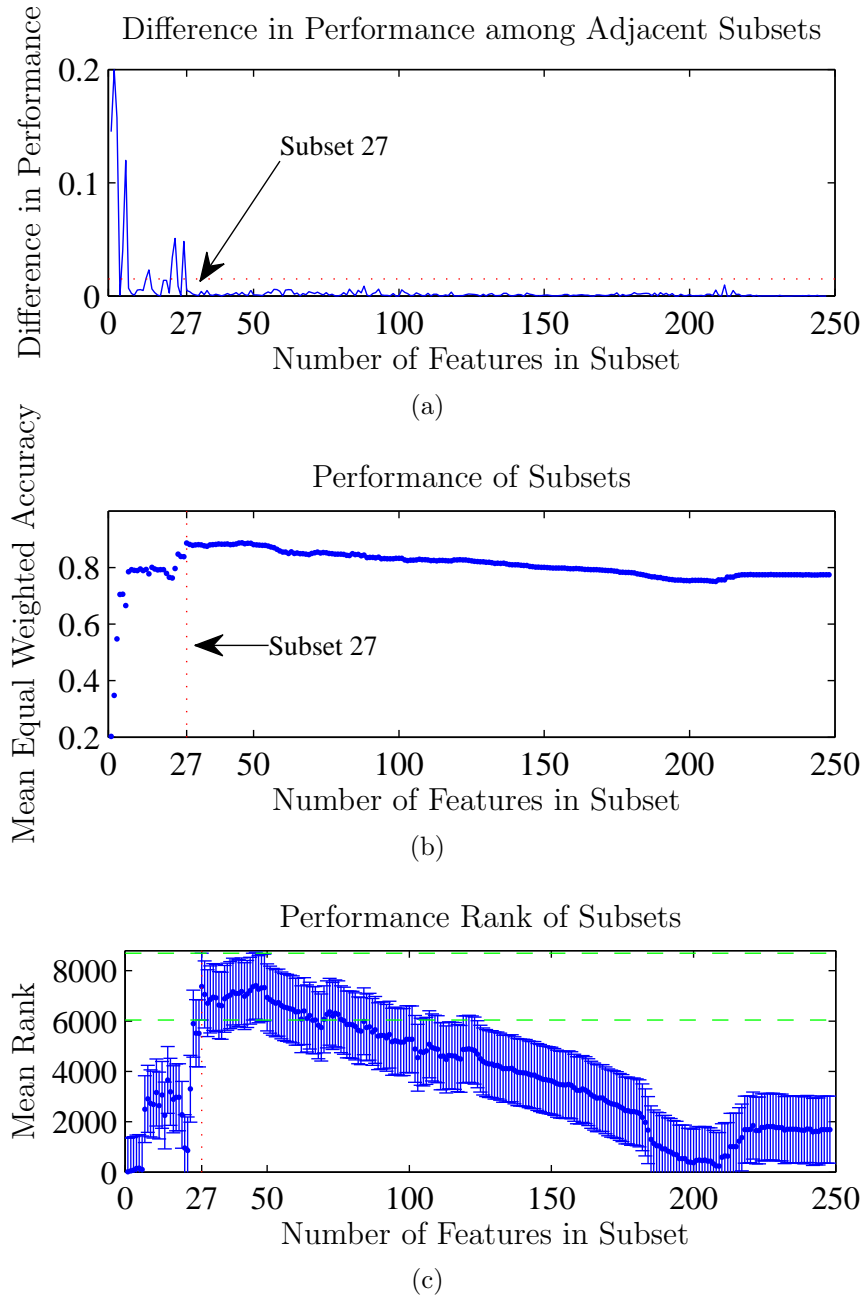 Difference in Performance among Adjacent Subsets
Difference in Performance
0.2
0.1
0
Subset 27
0 27 50 100 150 200 250
Number of Features in Subset
(a)
Performance of Subsets
Mean Equal Weighted Accuracy
0.8
0.6
0.4
0.2
Subset 27
0 27 50 100 150 200 250
Number of Features in Subset
(b)
Performance Rank of Subsets
Mean Rank
8000
6000
4000
2000
0
0 27 50 100 150 200 250
Number of Features in Subset
(c)